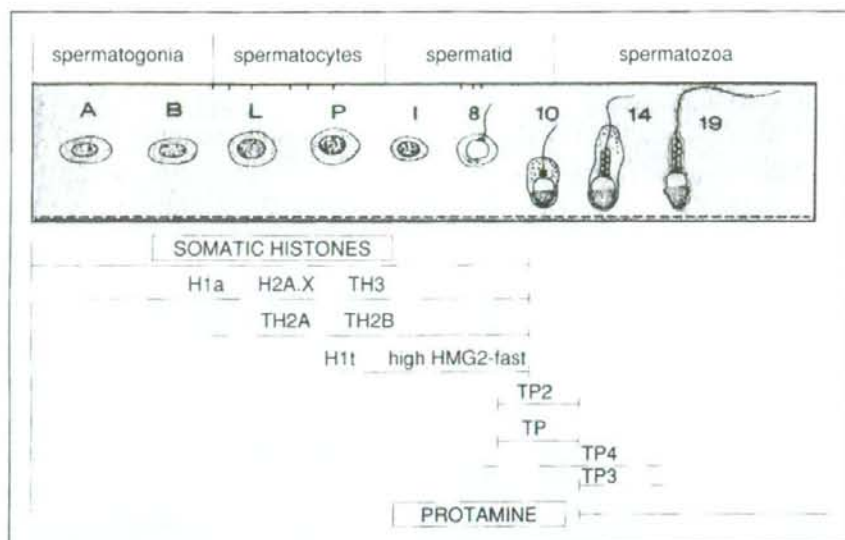 spermatogonia spermatocytes spermatid spermatozoa
A B L P I 8 10 14 19
SOMATIC HISTONES
H1a H2A.X TH3
TH2A TH2B
H1t high HMG2-fast
TP2
TP
TP4
TP3
PROTAMINE